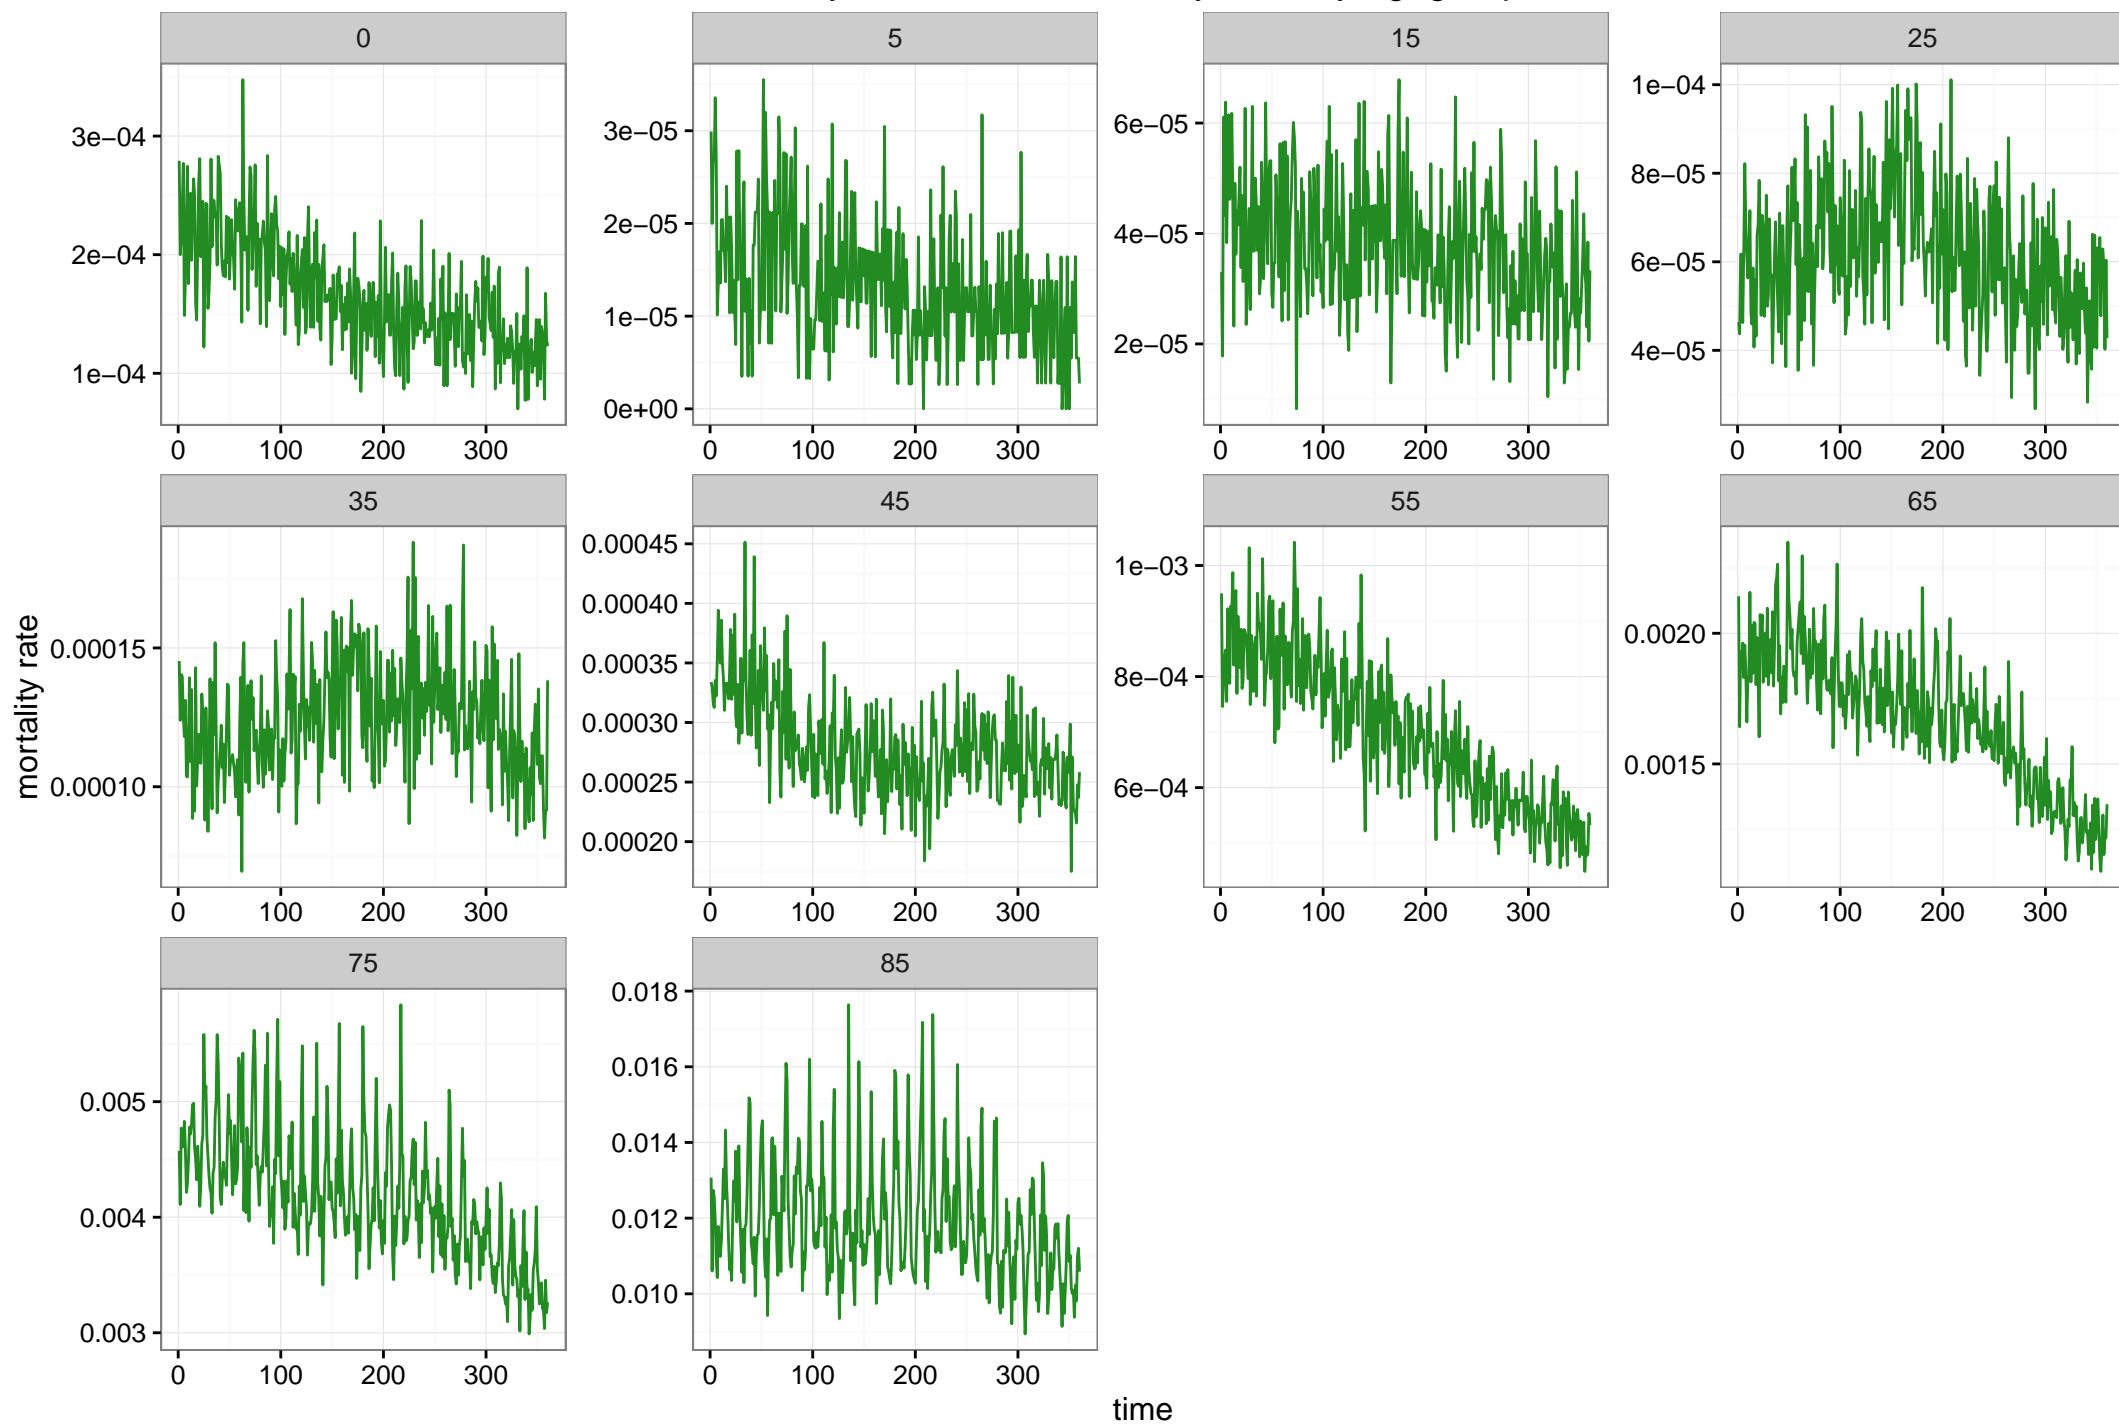 0 5 15 25
3e−04
2e−04
1e−04
0 100 200 300
3e−05
2e−05
1e−05
0e+00
0 100 200 300
6e−05
4e−05
2e−05
0 100 200 300
1e−04
8e−05
6e−05
4e−05
0 100 200 300
35 45 55 65
mortality rate
0.00015
0.00010
0 100 200 300
0.00045
0.00040
0.00035
0.00030
0.00025
0.00020
0 100 200 300
1e−03
8e−04
6e−04
0 100 200 300
0.0020
0.0015
0 100 200 300
75 85
0.005
0.004
0.003
0 100 200 300
0.018
0.016
0.014
0.012
0.010
0 100 200 300
time